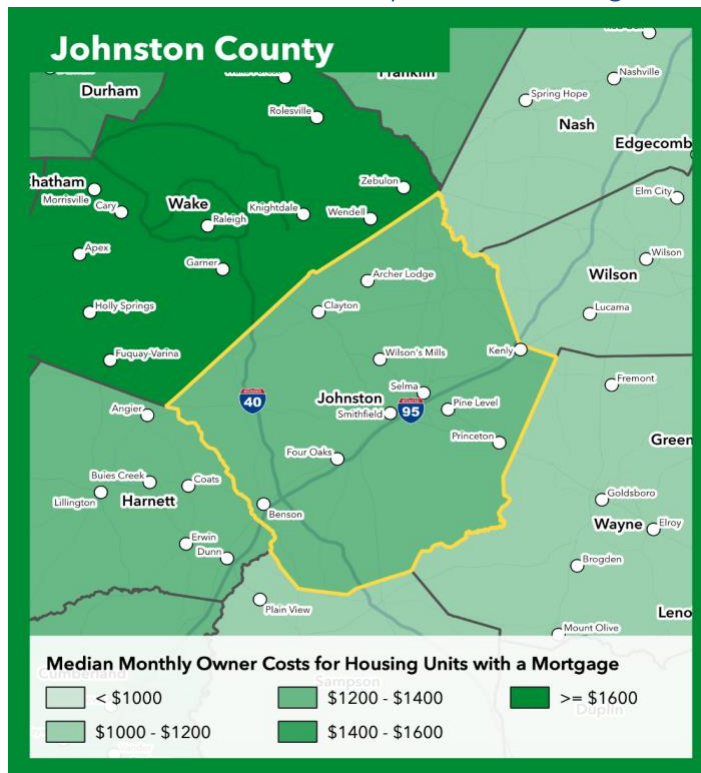 Johnston County
Franklin
Nashville
Durham
Spring Hope
Rolesville
Nash
Edgecomb
Zebulon
Chatham
Morrisville
Cary
Wake
Raleigh
Knightdale
Wendell
Elm City
Apex
Garner
Archer Lodge
Wilson
Wilson
Holly Springs
Clayton
Lucama
Fuquay-Varina
Wilson's Mills
Kenly
40
Johnston
Selma
Smithfield
95
Pine Level
Fremont
Angier
Princeton
Green
Four Oaks
Buies Creek
Coats
Lillington
Harnett
Benson
Goldsboro
Wayne
Elroy
Erwin
Dunn
Brogden
Plain View
Leno
Mount Olive
Median Monthly Owner Costs for Housing Units with a Mortgage
Cumberland
Sampson
Duplin
< $1000
$1200 - $1400
>= $1600
$1000 - $1200
$1400 - $1600